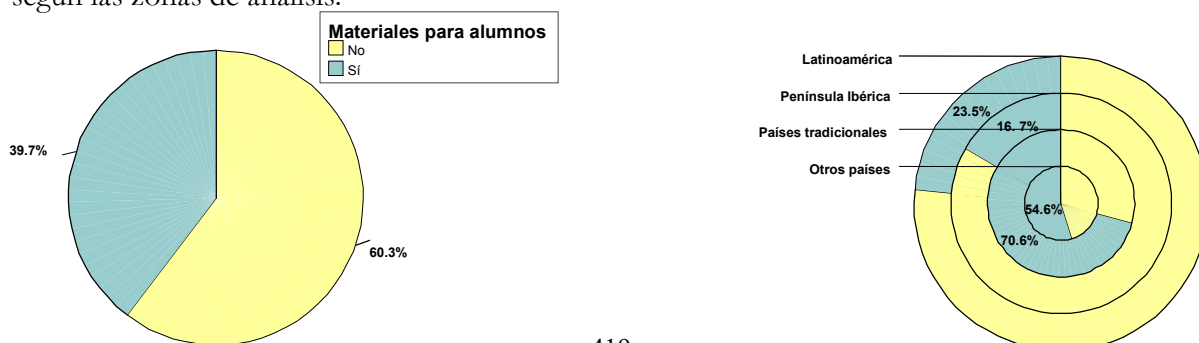 según las zonas de análisis.
Materiales para alumnos
No
Sí
39.7%
60.3%
Latinoamérica
Península Ibérica
Países tradicionales
Otros países
23.5%
16. 7%
54.6%
70.6%